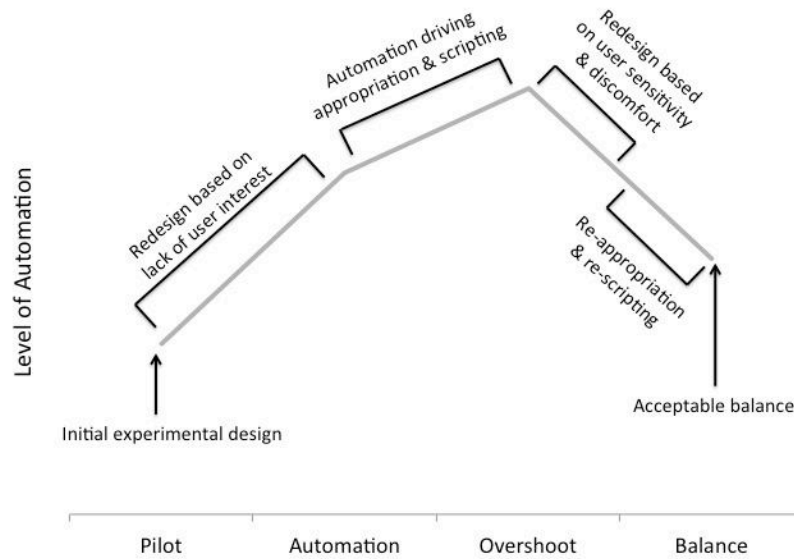 Level of Automation
Redesign based on
lack of user interest
Automation driving
appropriation & scripting
Redesign based
on user sensitivity
& discomfort
Re-appropriation
& re-scripting
Initial experimental design
Acceptable balance
Pilot
Automation
Overshoot
Balance